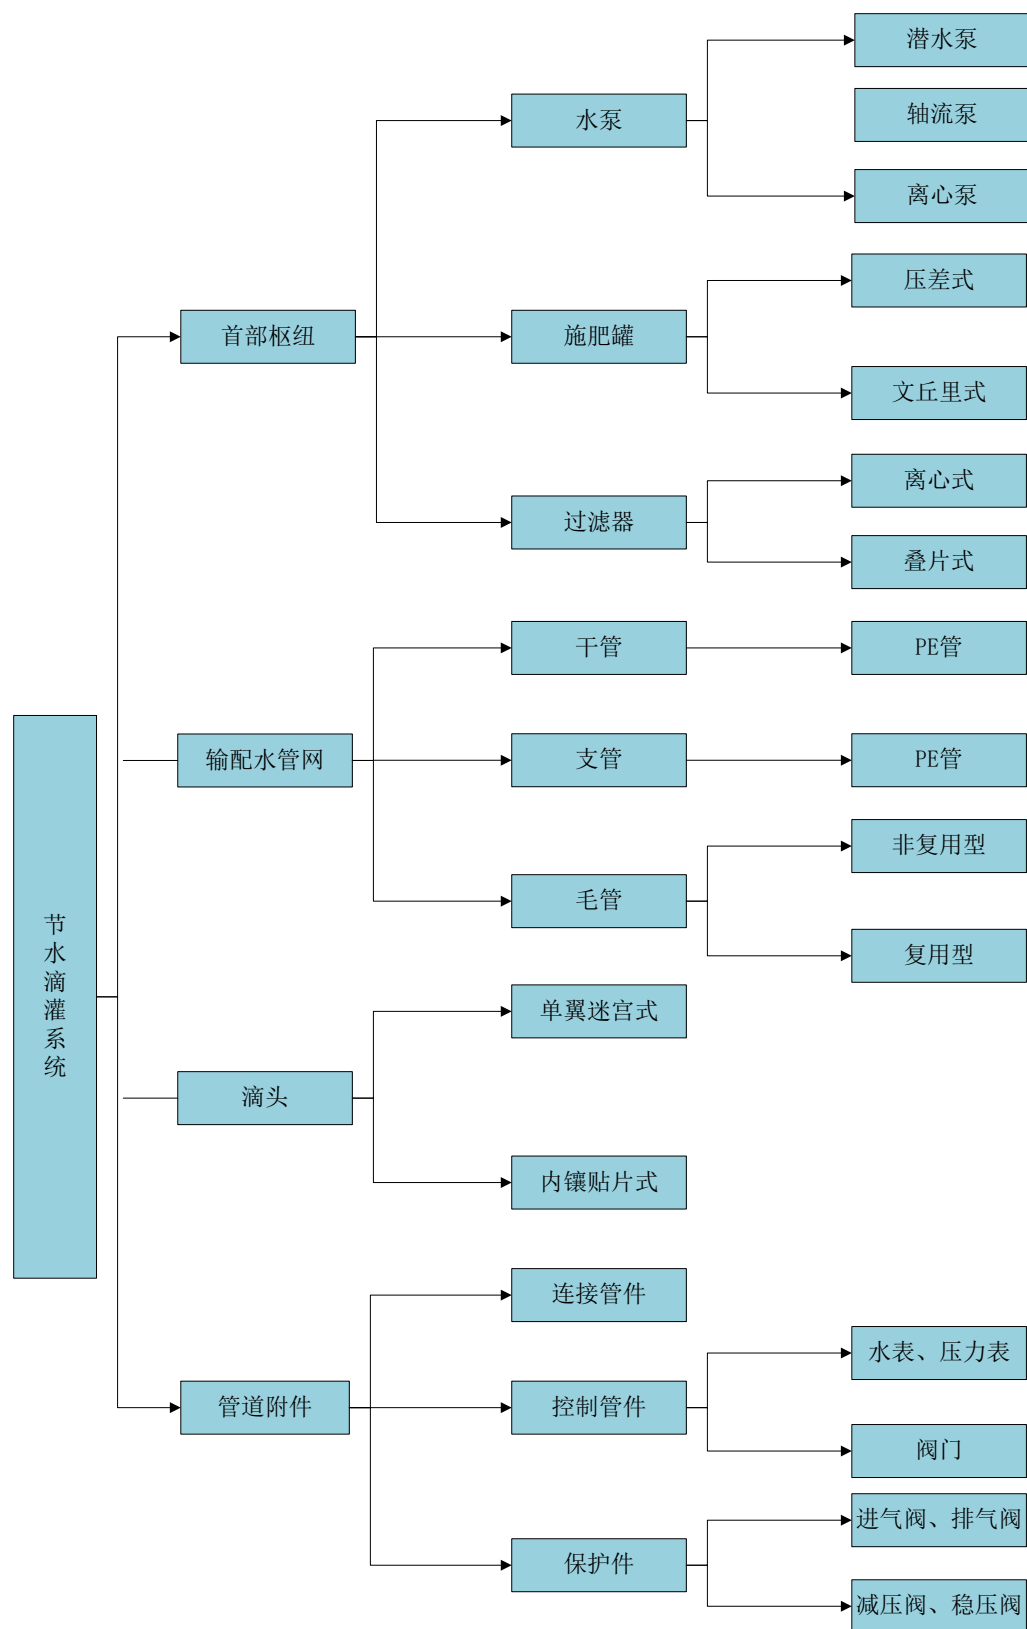 潜水泵
水泵
轴流泵
离心泵
压差式
首部枢纽
施肥罐
文丘里式
离心式
过滤器
叠片式
干管
PE管
输配水管网
支管
PE管
非复用型
毛管
复用型
节水滴灌系统
单翼迷宫式
滴头
内镶贴片式
连接管件
水表、压力表
管道附件
控制管件
阀门
进气阀、排气阀
保护件
减压阀、稳压阀